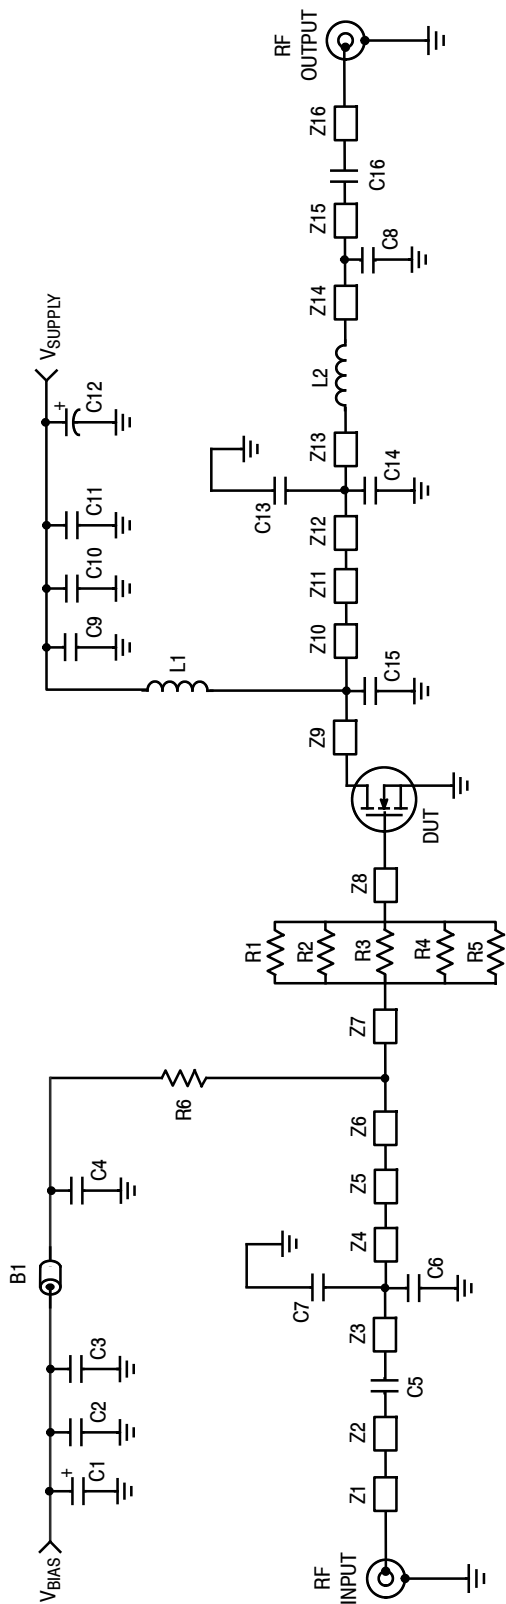 VBIAS
+
C1
C2
C3
B1
C4
R6
VSUPPLY
+
C9
C10
C11
C12
L1
RF
INPUT
Z1
Z2
C5
Z3
C7
C6
Z4
Z5
Z6
Z7
R1
R2
R3
R4
R5
Z8
DUT
Z9
C15
Z10
Z11
Z12
C13
C14
Z13
L2
Z14
C8
Z15
C16
Z16
RF
OUTPUT